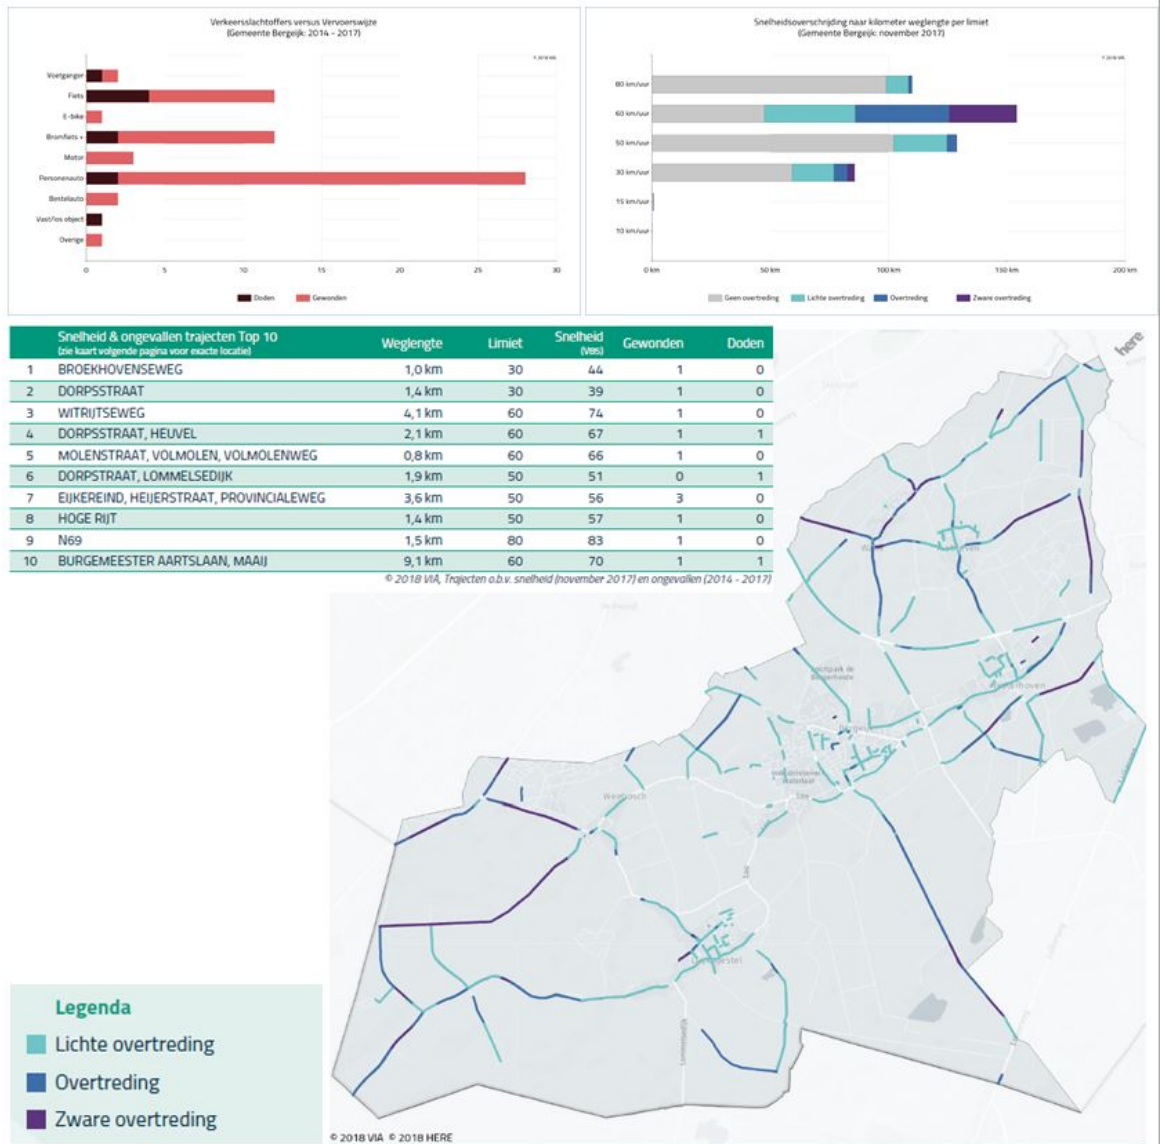 Verkeersslachtoffers versus Vervoerswijze
(Gemeente Bergeijk: 2014 - 2017)
© 2018 VIA
Voetganger
Fiets
E-bike
Bromfiets +
Motor
Personenauto
Bestelauto
Vast/los object
Overige
0 5 10 15 20 25 30
Doden Gewonden
Snelheidsoverschrijding naar kilometer weglengte per limiet
(Gemeente Bergeijk: november 2017)
© 2018 VIA
80 km/uur
60 km/uur
50 km/uur
30 km/uur
15 km/uur
10 km/uur
0 km 50 km 100 km 150 km 200 km
Geen overtreding Lichte overtreding Overtreding Zware overtreding
Snelheid & ongevallen trajecten Top 10
(zie kaart volgende pagina voor exacte locatie)
Weglengte Limiet Snelheid (V85) Gewonden Doden
1 BROEKHOVENSEWEG 1,0 km 30 44 1 0
2 DORPSSTRAAT 1,4 km 30 39 1 0
3 WITRIJTSEWEG 4,1 km 60 74 1 0
4 DORPSSTRAAT, HEUVEL 2,1 km 60 67 1 1
5 MOLENSTRAAT, VOLMOLEN, VOLMOLENWEG 0,8 km 60 66 1 0
6 DORPSTRAAT, LOMMELSEDIJK 1,9 km 50 51 0 1
7 EIJKEREIND, HEIJERSTRAAT, PROVINCIALEWEG 3,6 km 50 56 3 0
8 HOGE RIJT 1,4 km 50 57 1 0
9 N69 1,5 km 80 83 1 0
10 BURGEMEESTER AARTSLAAN, MAAIJ 9,1 km 60 70 1 1
© 2018 VIA, Trajecten o.b.v. snelheid (november 2017) en ongevallen (2014 - 2017)
here
Weebosch
Loo
Lommelsedijk
Legenda
Lichte overtreding
Overtreding
Zware overtreding
© 2018 VIA © 2018 HERE